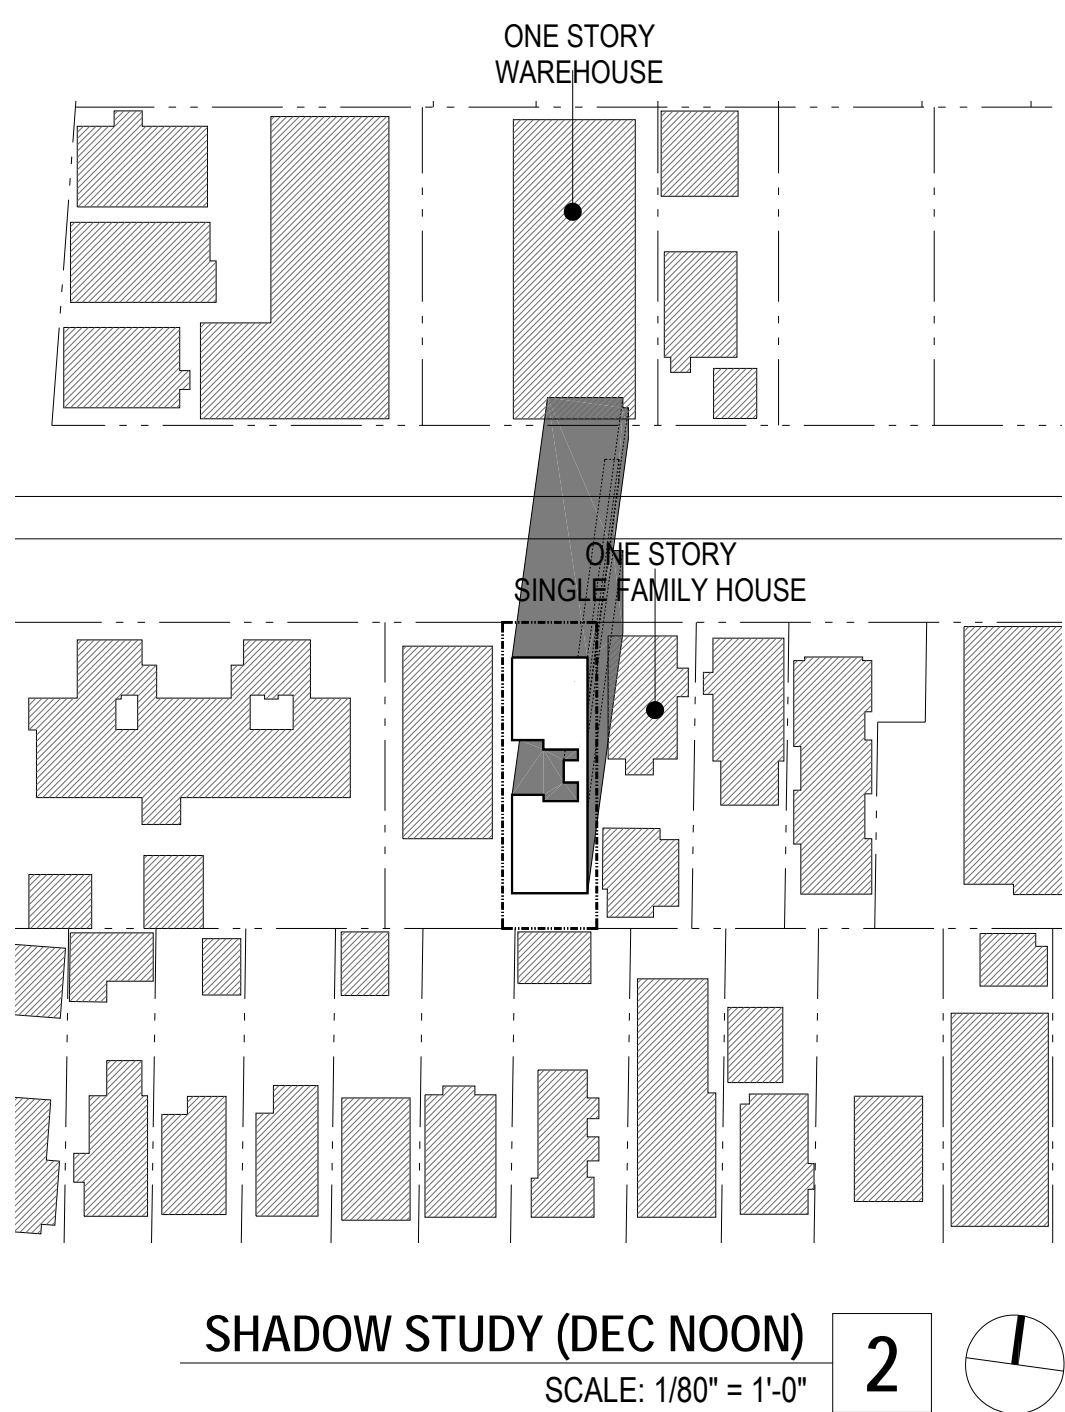 ONE STORY
WAREHOUSE
ONE STORY
SINGLE FAMILY HOUSE
SHADOW STUDY (DEC NOON)
2
SCALE: 1/80" = 1'-0"